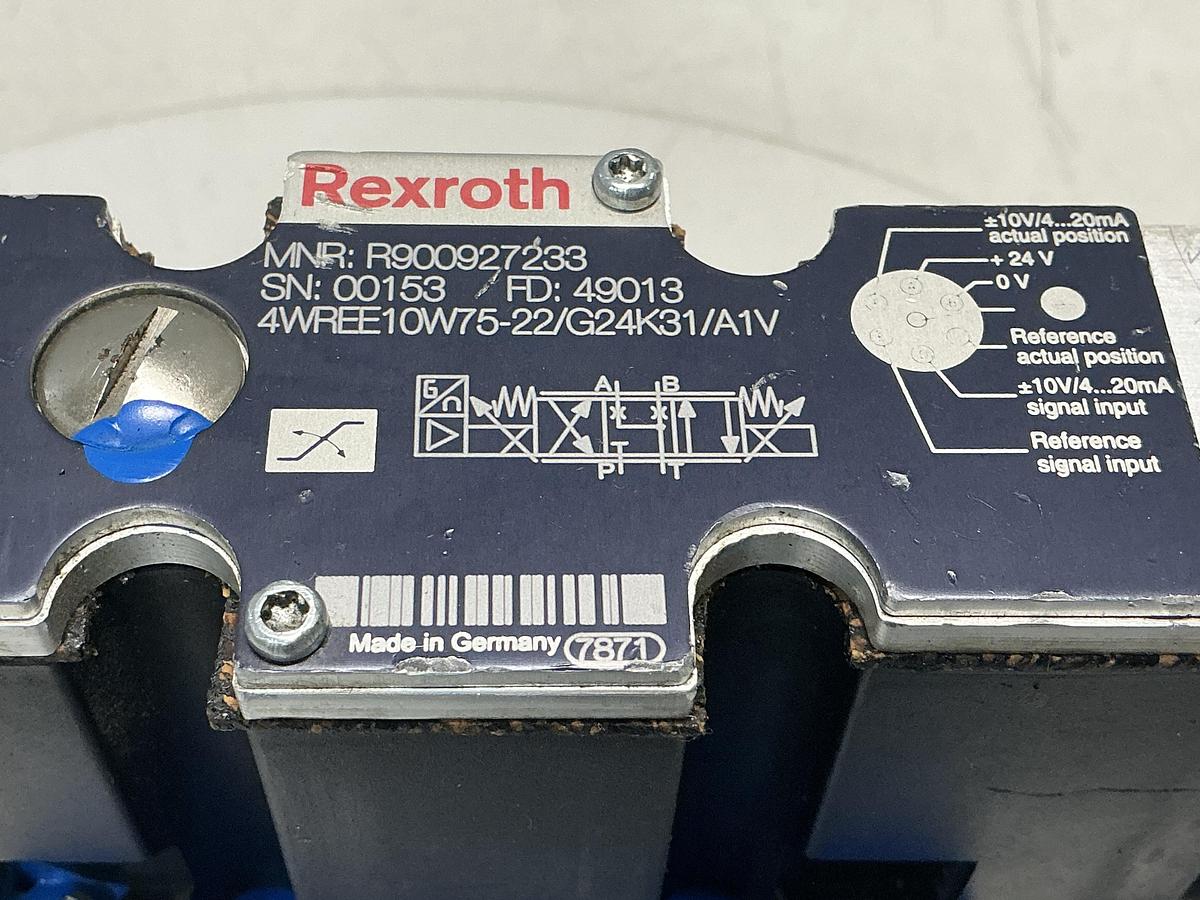 Rexroth
MNR: R900927233
SN: 00153 FD: 49013
4WREE10W75-22/G24K31/A1V
G
n
A B
P T
Made in Germany 7871
±10V/4...20mA
actual position
+ 24 V
0 V
Reference
actual position
±10V/4...20mA
signal input
Reference
signal input